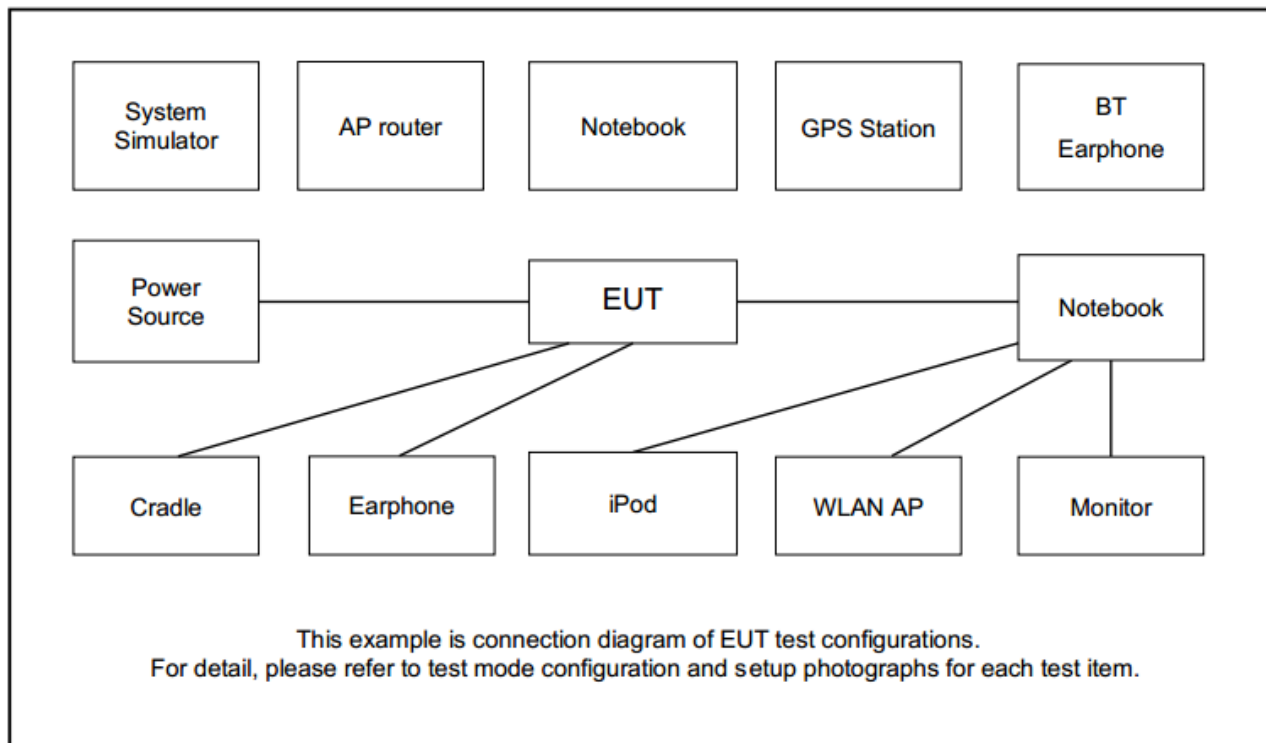 System
Simulator
AP router
Notebook
GPS Station
BT
Earphone
Power
Source
EUT
Notebook
Cradle
Earphone
iPod
WLAN AP
Monitor
This example is connection diagram of EUT test configurations.
For detail, please refer to test mode configuration and setup photographs for each test item.